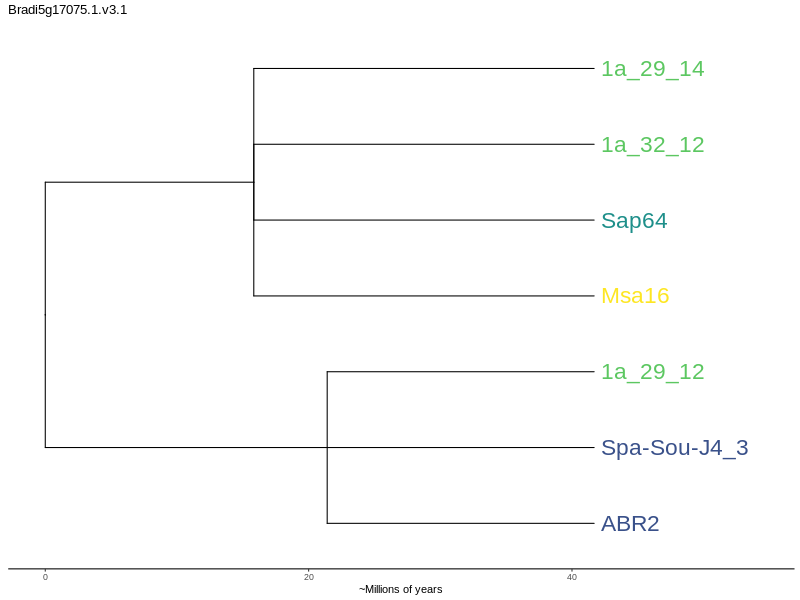 Bradi5g17075.1.v3.1
1a_29_14
1a_32_12
Sap64
Msa16
1a_29_12
Spa-Sou-J4_3
ABR2
0 20 40
~Millions of years